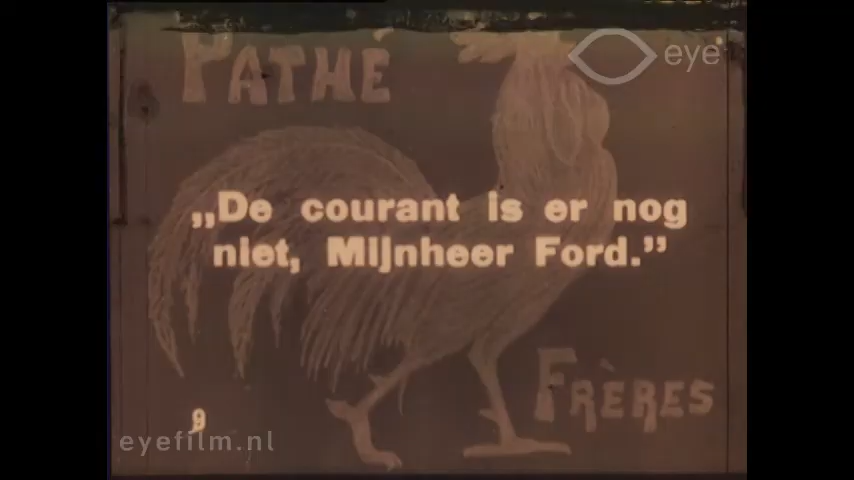 PATHÉ
eye
„De courant is er nog
niet, Mijnheer Ford.”
FRÈRES
9
eyefilm.nl